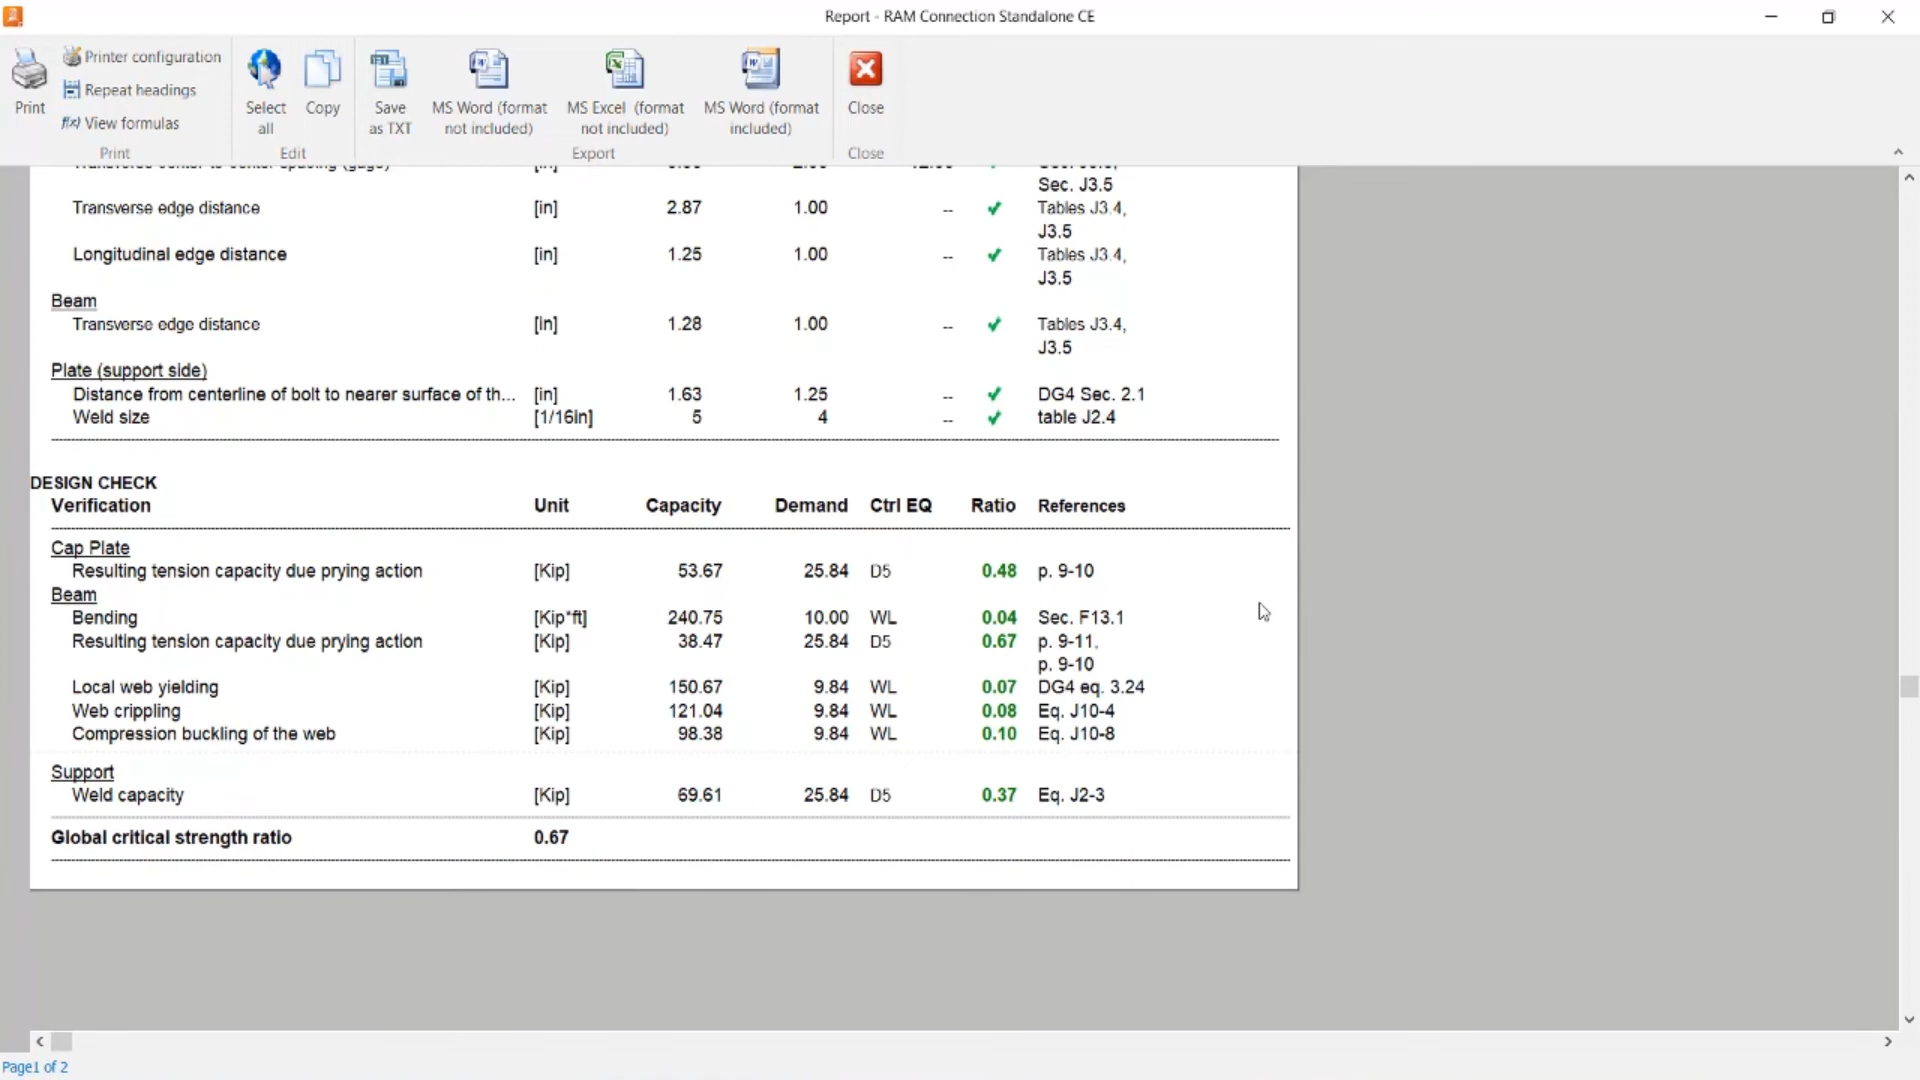 Report - RAM Connection Standalone CE
Print
Printer configuration
Repeat headings
f(x) View formulas
Print
Select all
Copy
Edit
Save as TXT
MS Word (format not included)
MS Excel (format not included)
MS Word (format included)
Export
Close
Close
Sec. J3.5
Transverse edge distance [in] 2.87 1.00 -- ✓ Tables J3.4,
J3.5
Longitudinal edge distance [in] 1.25 1.00 -- ✓ Tables J3.4,
J3.5
Beam
Transverse edge distance [in] 1.28 1.00 -- ✓ Tables J3.4,
J3.5
Plate (support side)
Distance from centerline of bolt to nearer surface of th... [in] 1.63 1.25 -- ✓ DG4 Sec. 2.1
Weld size [1/16in] 5 4 -- ✓ table J2.4
DESIGN CHECK
Verification Unit Capacity Demand Ctrl EQ Ratio References
Cap Plate
Resulting tension capacity due prying action [Kip] 53.67 25.84 D5 0.48 p. 9-10
Beam
Bending [Kip*ft] 240.75 10.00 WL 0.04 Sec. F13.1
Resulting tension capacity due prying action [Kip] 38.47 25.84 D5 0.67 p. 9-11,
p. 9-10
Local web yielding [Kip] 150.67 9.84 WL 0.07 DG4 eq. 3.24
Web crippling [Kip] 121.04 9.84 WL 0.08 Eq. J10-4
Compression buckling of the web [Kip] 98.38 9.84 WL 0.10 Eq. J10-8
Support
Weld capacity [Kip] 69.61 25.84 D5 0.37 Eq. J2-3
Global critical strength ratio 0.67
Page1 of 2